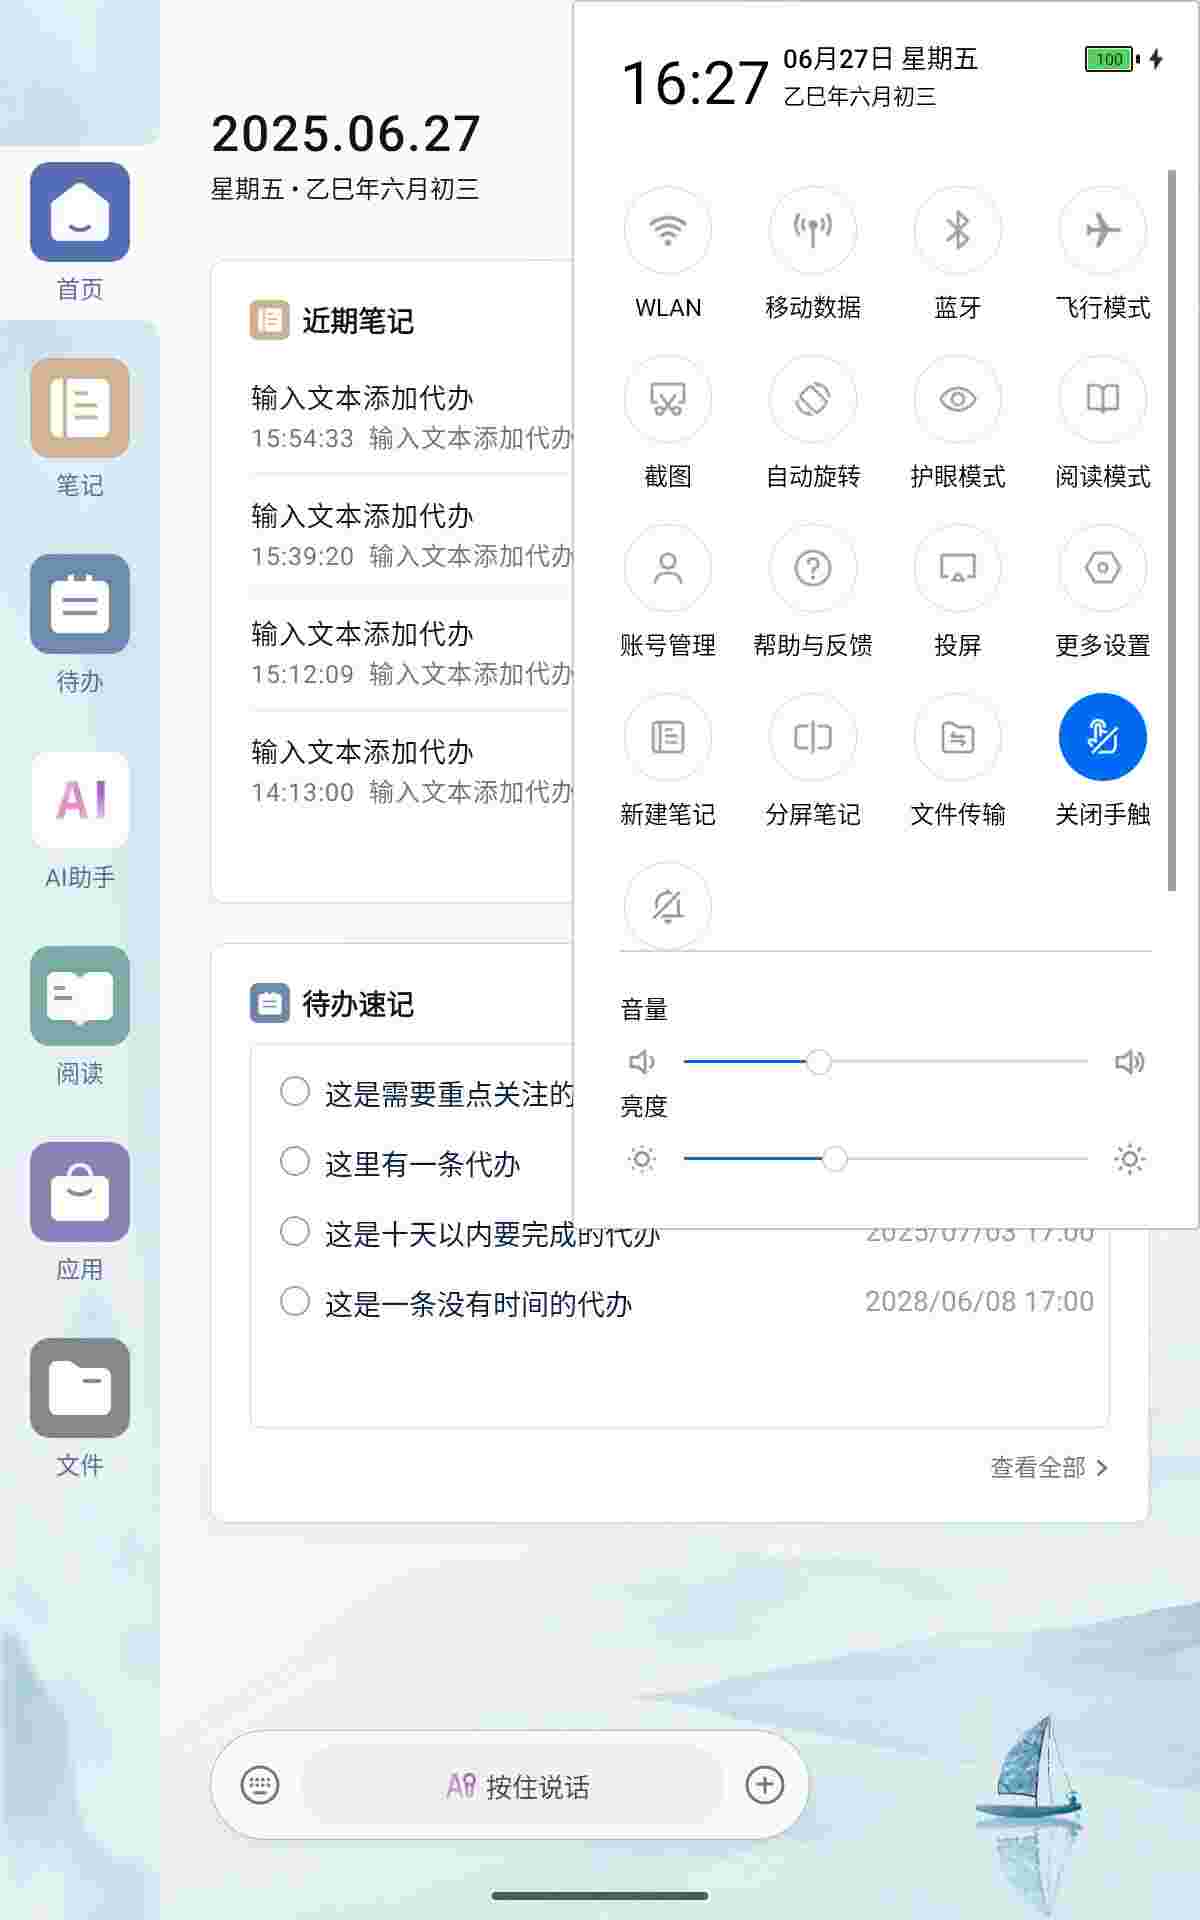 16:27
06月27日 星期五
乙巳年六月初三
100
WLAN
移动数据
蓝牙
飞行模式
截图
自动旋转
护眼模式
阅读模式
账号管理
帮助与反馈
投屏
更多设置
新建笔记
分屏笔记
文件传输
关闭手触
音量
亮度
2025.06.27
星期五·乙巳年六月初三
首页
笔记
待办
AI
AI助手
阅读
应用
文件
近期笔记
输入文本添加代办
15:54:33 输入文本添加代办
输入文本添加代办
15:39:20 输入文本添加代办
输入文本添加代办
15:12:09 输入文本添加代办
输入文本添加代办
14:13:00 输入文本添加代办
待办速记
这是需要重点关注的
这里有一条代办
这是十天以内要完成的代办 2025/07/03 17:00
这是一条没有时间的代办 2028/06/08 17:00
查看全部
AI 按住说话